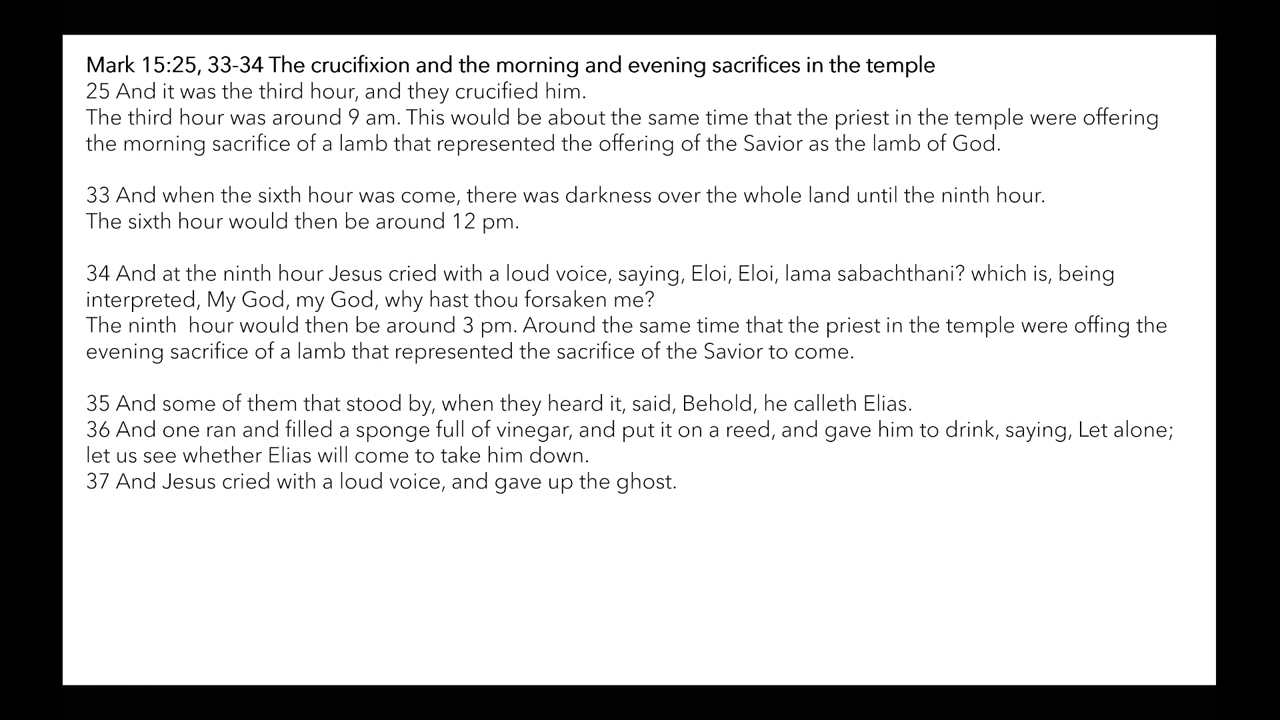 Mark 15:25, 33-34 The crucifixion and the morning and evening sacrifices in the temple
25 And it was the third hour, and they crucified him.
The third hour was around 9 am. This would be about the same time that the priest in the temple were offering
the morning sacrifice of a lamb that represented the offering of the Savior as the lamb of God.
33 And when the sixth hour was come, there was darkness over the whole land until the ninth hour.
The sixth hour would then be around 12 pm.
34 And at the ninth hour Jesus cried with a loud voice, saying, Eloi, Eloi, lama sabachthani? which is, being
interpreted, My God, my God, why hast thou forsaken me?
The ninth  hour would then be around 3 pm. Around the same time that the priest in the temple were offing the
evening sacrifice of a lamb that represented the sacrifice of the Savior to come.
35 And some of them that stood by, when they heard it, said, Behold, he calleth Elias.
36 And one ran and filled a sponge full of vinegar, and put it on a reed, and gave him to drink, saying, Let alone;
let us see whether Elias will come to take him down.
37 And Jesus cried with a loud voice, and gave up the ghost.